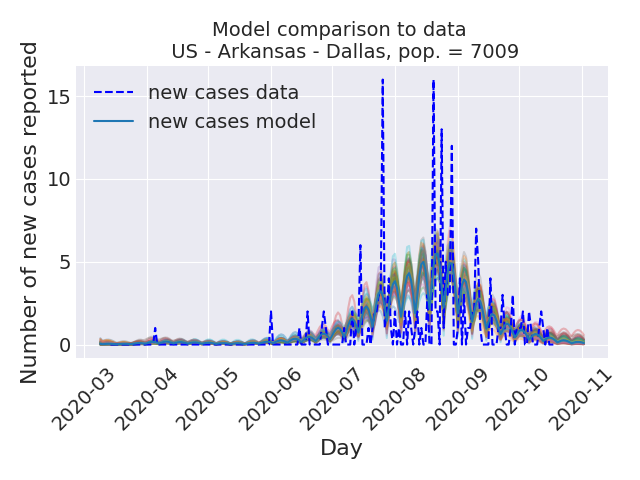 Model comparison to data
US - Arkansas - Dallas, pop. = 7009
Number of new cases reported
15
10
5
0
new cases data
new cases model
2020-03
2020-04
2020-05
2020-06
2020-07
2020-08
2020-09
2020-10
2020-11
Day